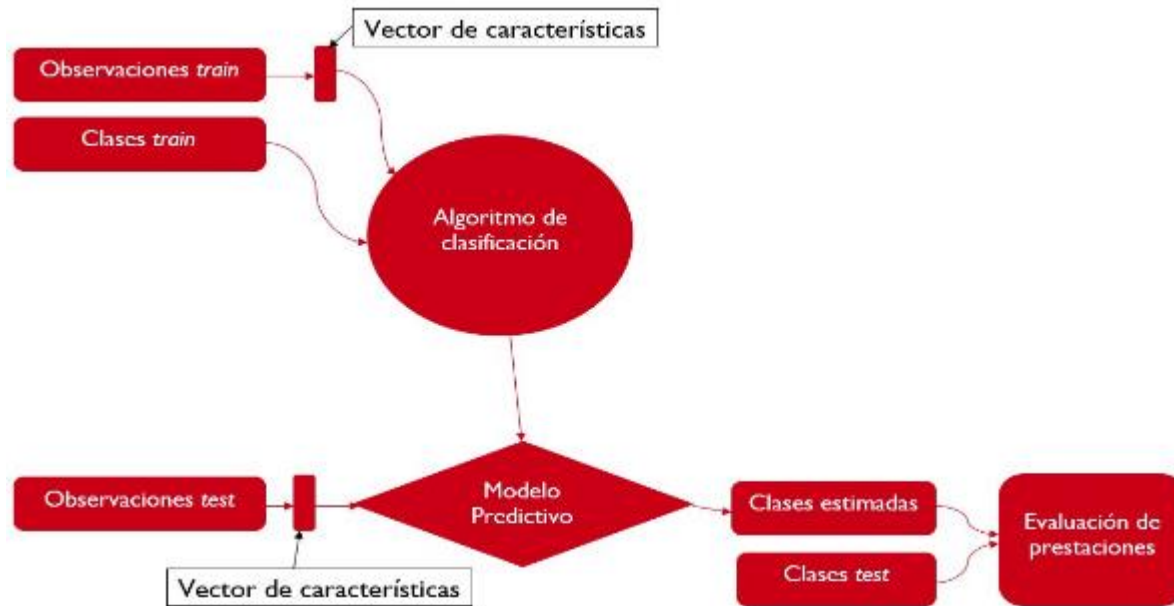 Vector de características
Observaciones train
Clases train
Algoritmo de
clasificación
Observaciones test
Vector de características
Modelo
Predictivo
Clases estimadas
Clases test
Evaluación de
prestaciones